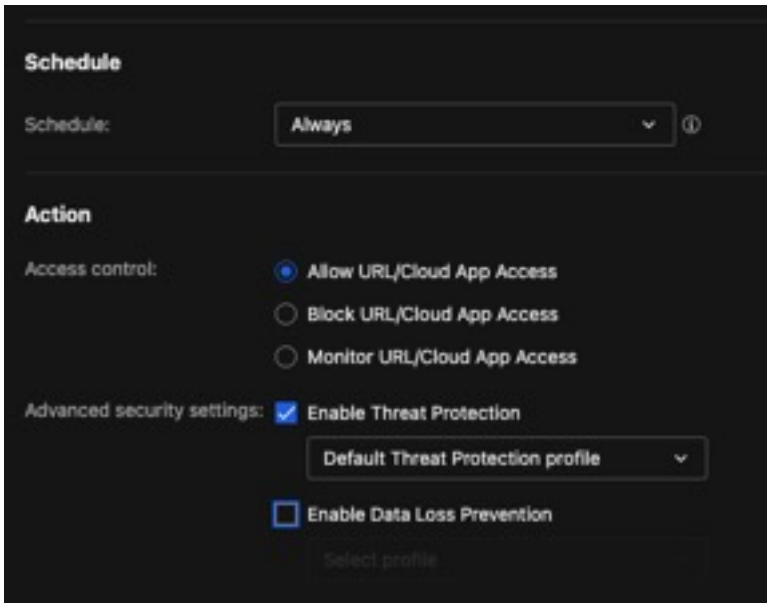 Schedule
Schedule: Always
Action
Access control: Allow URL/Cloud App Access
Block URL/Cloud App Access
Monitor URL/Cloud App Access
Advanced security settings: Enable Threat Protection
Default Threat Protection profile
Enable Data Loss Prevention
Select profile